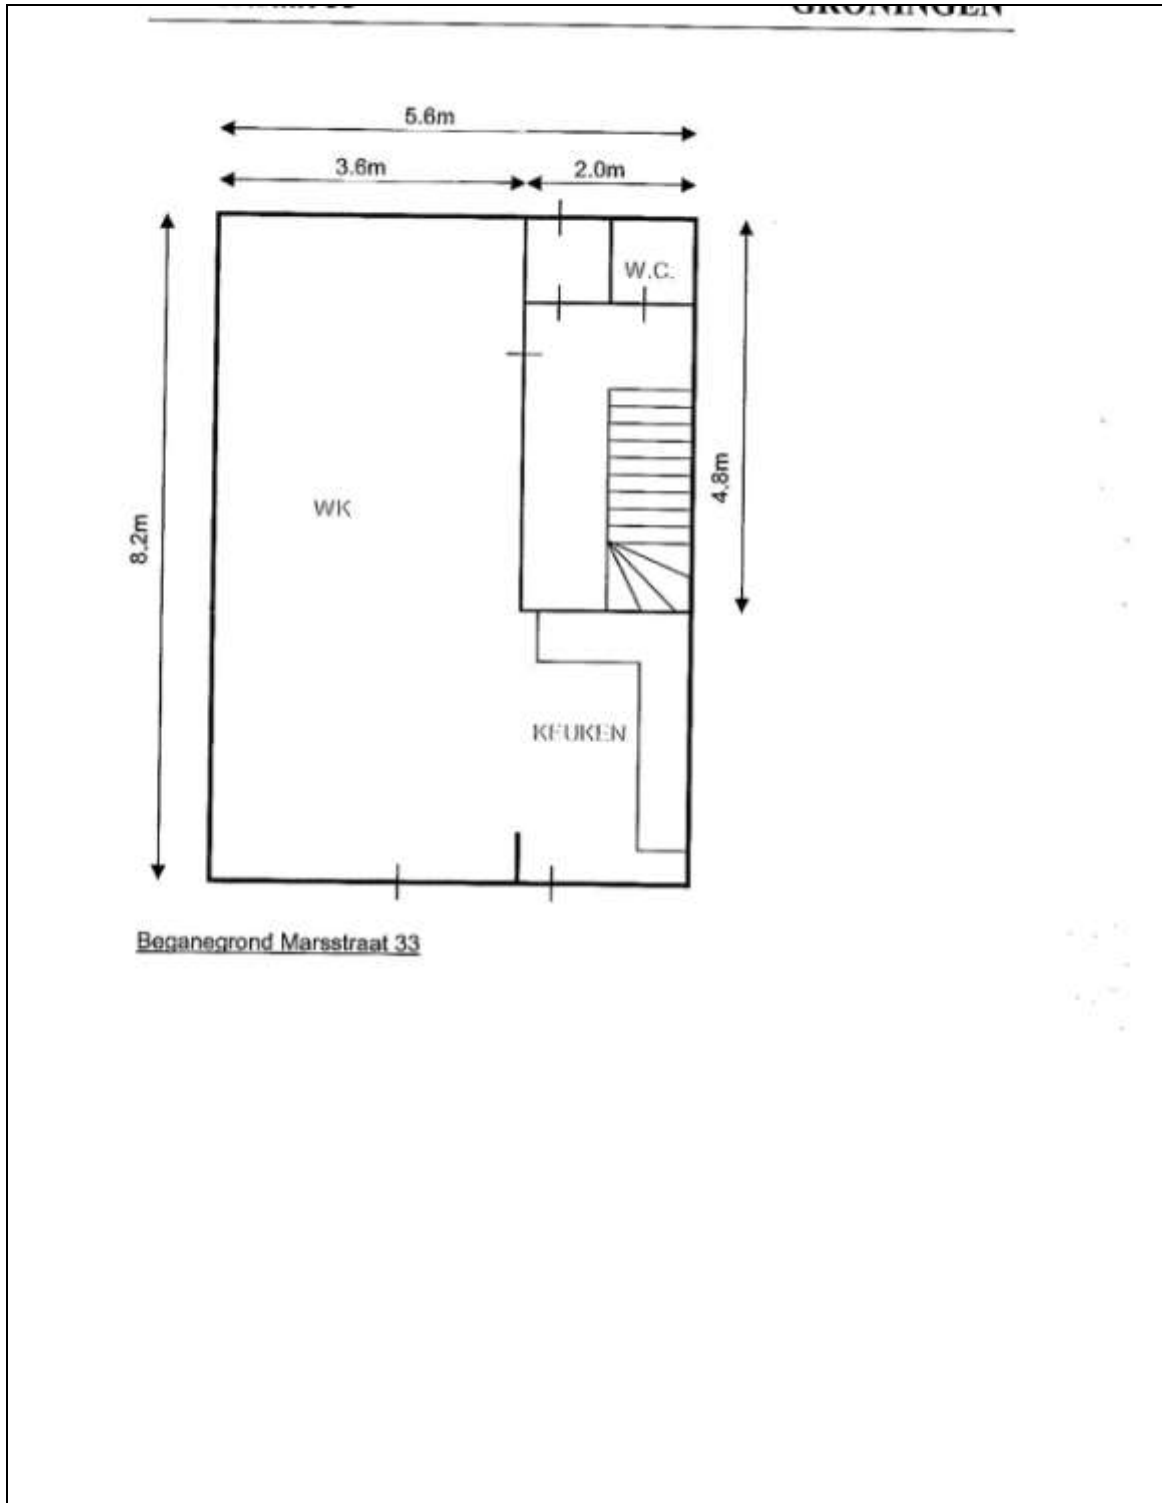 GRONINGEN
5.6m
3.6m
2.0m
W.C.
WK
4.8m
8.2m
KEUKEN
Beganegrond Marsstraat 33